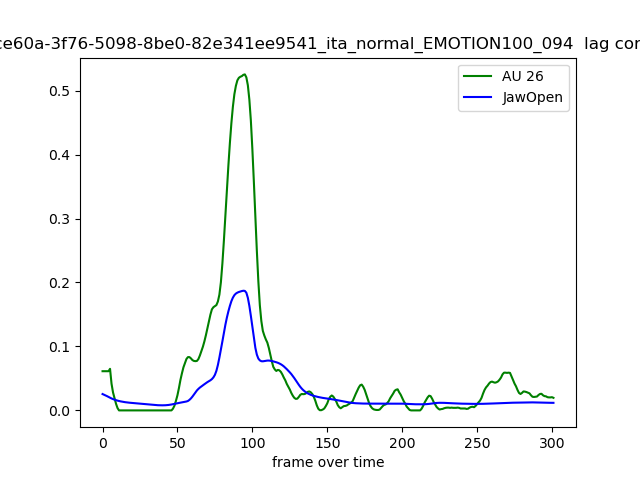 ce60a-3f76-5098-8be0-82e341ee9541_ita_normal_EMOTION100_094 lag cor
AU 26
JawOpen
0.5
0.4
0.3
0.2
0.1
0.0
0 50 100 150 200 250 300
frame over time